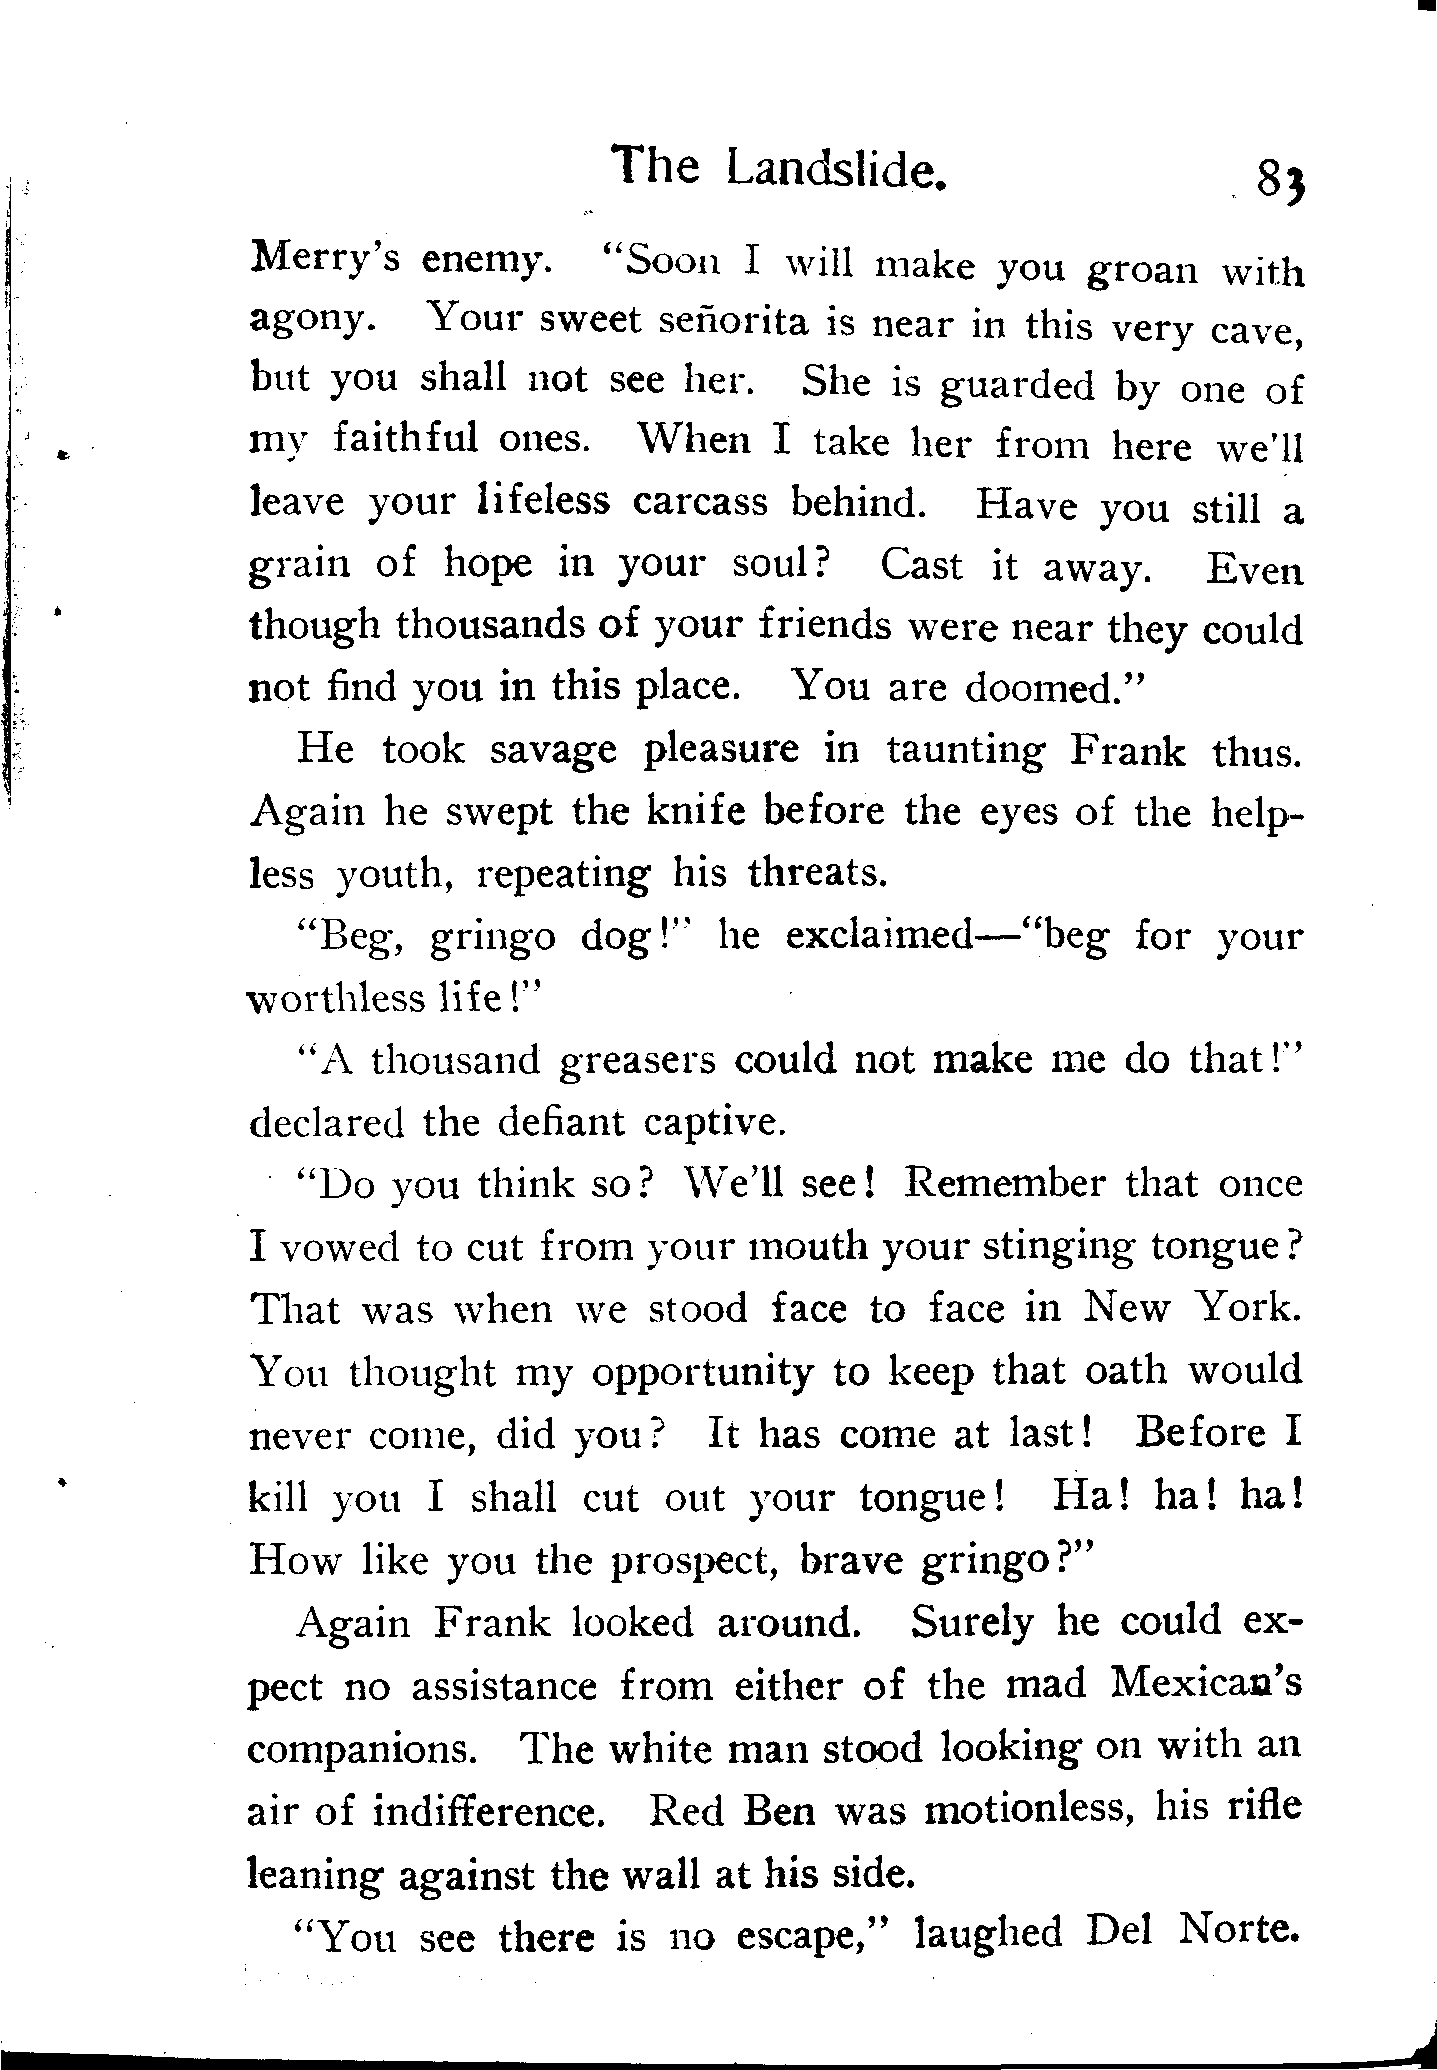 The Landslide. 83
Merry's enemy. "Soon I will make you groan with
agony. Your sweet señorita is near in this very cave,
but you shall not see her. She is guarded by one of
my faithful ones. When I take her from here we'll
leave your lifeless carcass behind. Have you still a
grain of hope in your soul? Cast it away. Even
though thousands of your friends were near they could
not find you in this place. You are doomed."
He took savage pleasure in taunting Frank thus.
Again he swept the knife before the eyes of the help-
less youth, repeating his threats.
"Beg, gringo dog!" he exclaimed—"beg for your
worthless life!"
"A thousand greasers could not make me do that!"
declared the defiant captive.
"Do you think so? We'll see! Remember that once
I vowed to cut from your mouth your stinging tongue?
That was when we stood face to face in New York.
You thought my opportunity to keep that oath would
never come, did you? It has come at last! Before I
kill you I shall cut out your tongue! Ha! ha! ha!
How like you the prospect, brave gringo?"
Again Frank looked around. Surely he could ex-
pect no assistance from either of the mad Mexican's
companions. The white man stood looking on with an
air of indifference. Red Ben was motionless, his rifle
leaning against the wall at his side.
"You see there is no escape," laughed Del Norte.